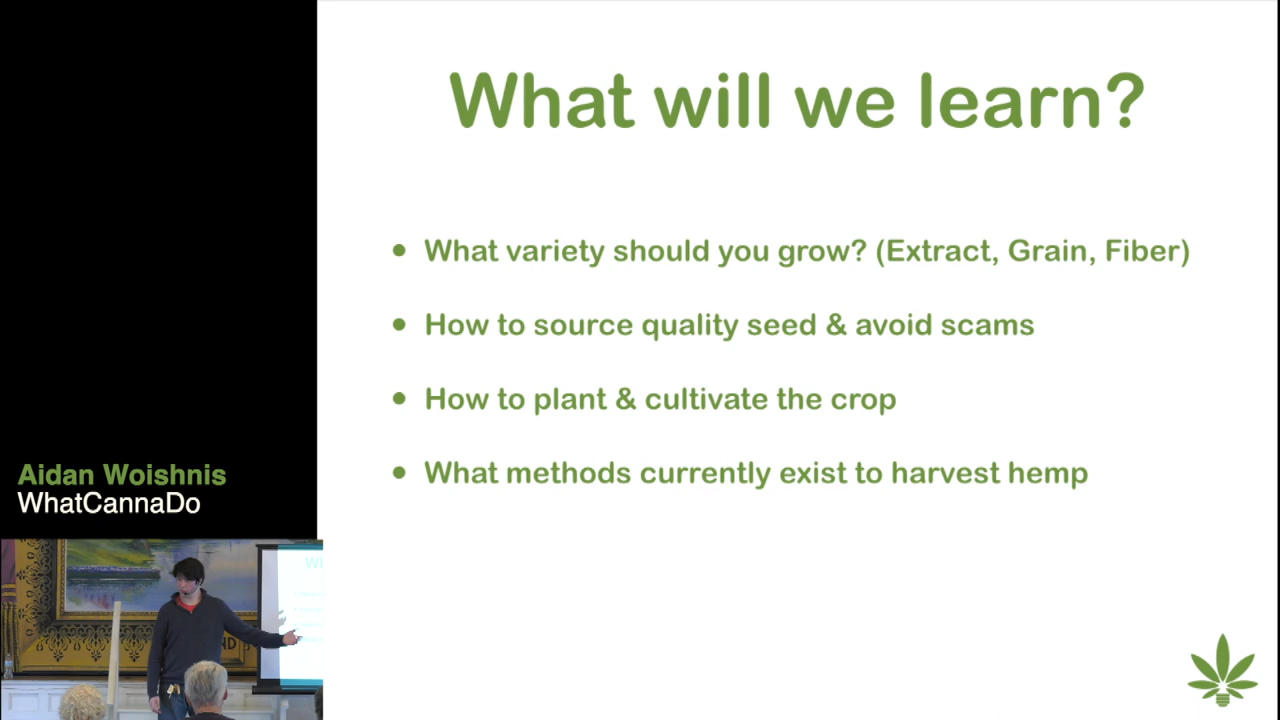 What will we learn?
• What variety should you grow? (Extract, Grain, Fiber)
• How to source quality seed & avoid scams
• How to plant & cultivate the crop
• What methods currently exist to harvest hemp
Aidan Woishnis
WhatCannaDo